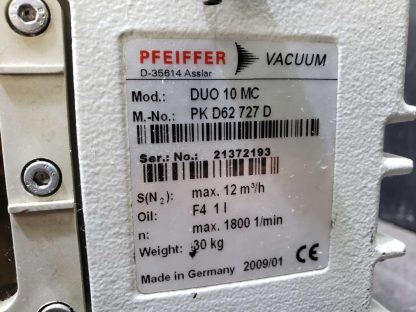 PFEIFFER VACUUM
D-35614 Asslar
Mod.: DUO 10 MC
M.-No.: PK D62 727 D
Ser.: No.: 21372193
S(N₂): max. 12 m³/h
Oil: F4 1 l
n: max. 1800 1/min
Weight: 30 kg
Made in Germany 2009/01 CE